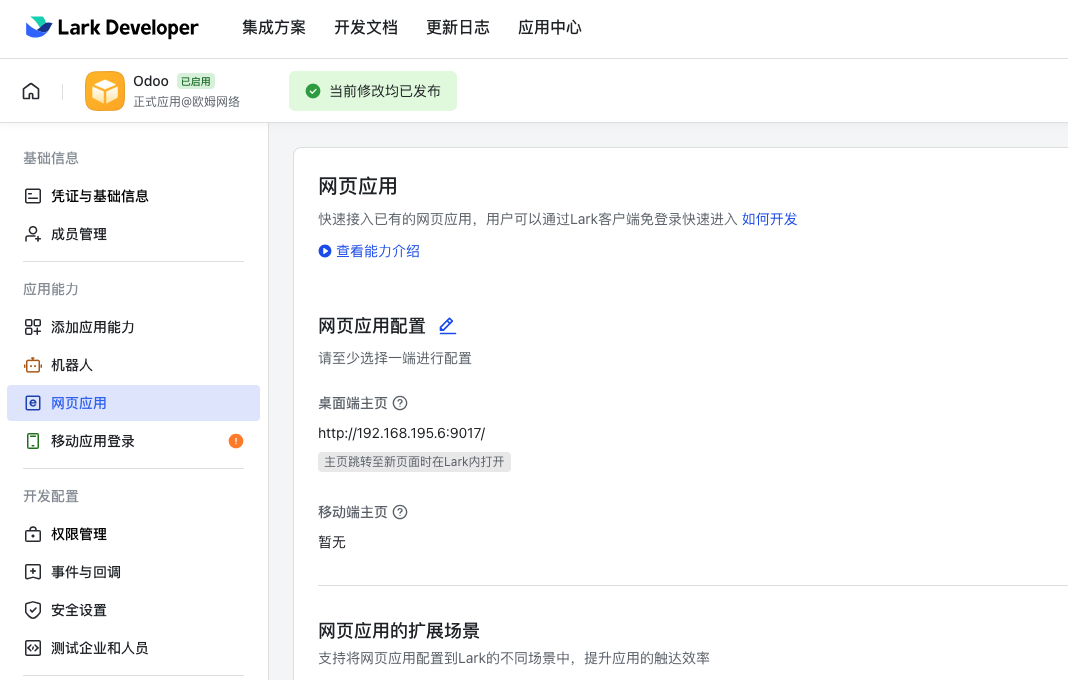 Lark Developer 集成方案 开发文档 更新日志 应用中心
Odoo 已启用
正式应用@欧姆网络
当前修改均已发布
基础信息
凭证与基础信息
成员管理
应用能力
添加应用能力
机器人
网页应用
移动应用登录
开发配置
权限管理
事件与回调
安全设置
测试企业和人员
网页应用
快速接入已有的网页应用，用户可以通过Lark客户端免登录快速进入 如何开发
查看能力介绍
网页应用配置
请至少选择一端进行配置
桌面端主页
http://192.168.195.6:9017/
主页跳转至新页面时在Lark内打开
移动端主页
暂无
网页应用的扩展场景
支持将网页应用配置到Lark的不同场景中，提升应用的触达效率